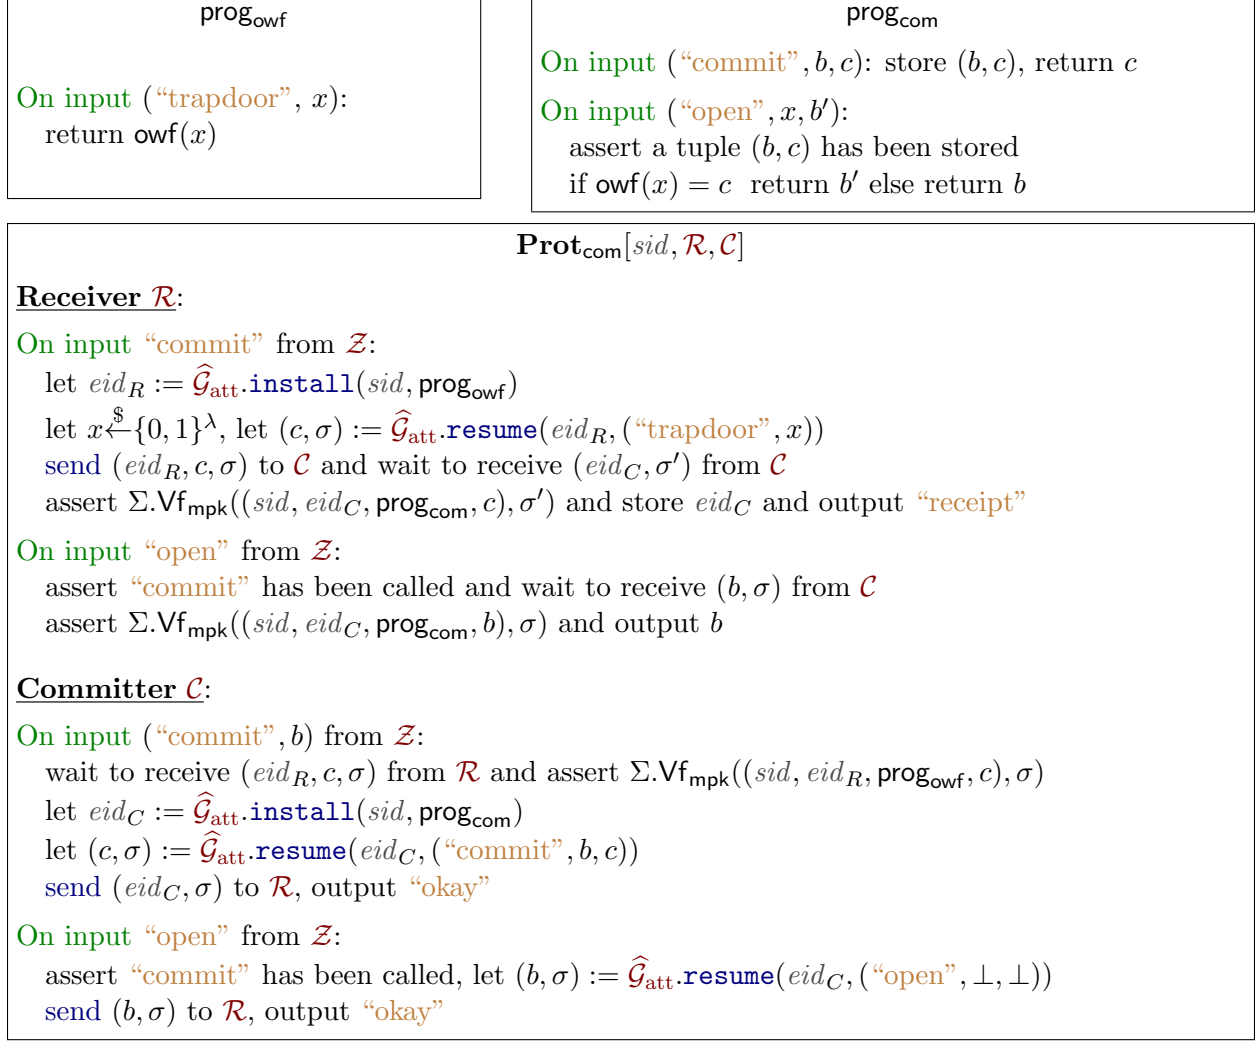 prog_owf
On input (“trapdoor”, x):
return owf(x)
prog_com
On input (“commit”, b, c): store (b, c), return c
On input (“open”, x, b′):
assert a tuple (b, c) has been stored
if owf(x) = c return b′ else return b
Prot_com[sid, R, C]
Receiver R:
On input “commit” from Z:
let eid_R := Ĝ_att.install(sid, prog_owf)
let x ←$ {0, 1}^λ, let (c, σ) := Ĝ_att.resume(eid_R, (“trapdoor”, x))
send (eid_R, c, σ) to C and wait to receive (eid_C, σ′) from C
assert Σ.Vf_mpk((sid, eid_C, prog_com, c), σ′) and store eid_C and output “receipt”
On input “open” from Z:
assert “commit” has been called and wait to receive (b, σ) from C
assert Σ.Vf_mpk((sid, eid_C, prog_com, b), σ) and output b
Committer C:
On input (“commit”, b) from Z:
wait to receive (eid_R, c, σ) from R and assert Σ.Vf_mpk((sid, eid_R, prog_owf, c), σ)
let eid_C := Ĝ_att.install(sid, prog_com)
let (c, σ) := Ĝ_att.resume(eid_C, (“commit”, b, c))
send (eid_C, σ) to R, output “okay”
On input “open” from Z:
assert “commit” has been called, let (b, σ) := Ĝ_att.resume(eid_C, (“open”, ⊥, ⊥))
send (b, σ) to R, output “okay”